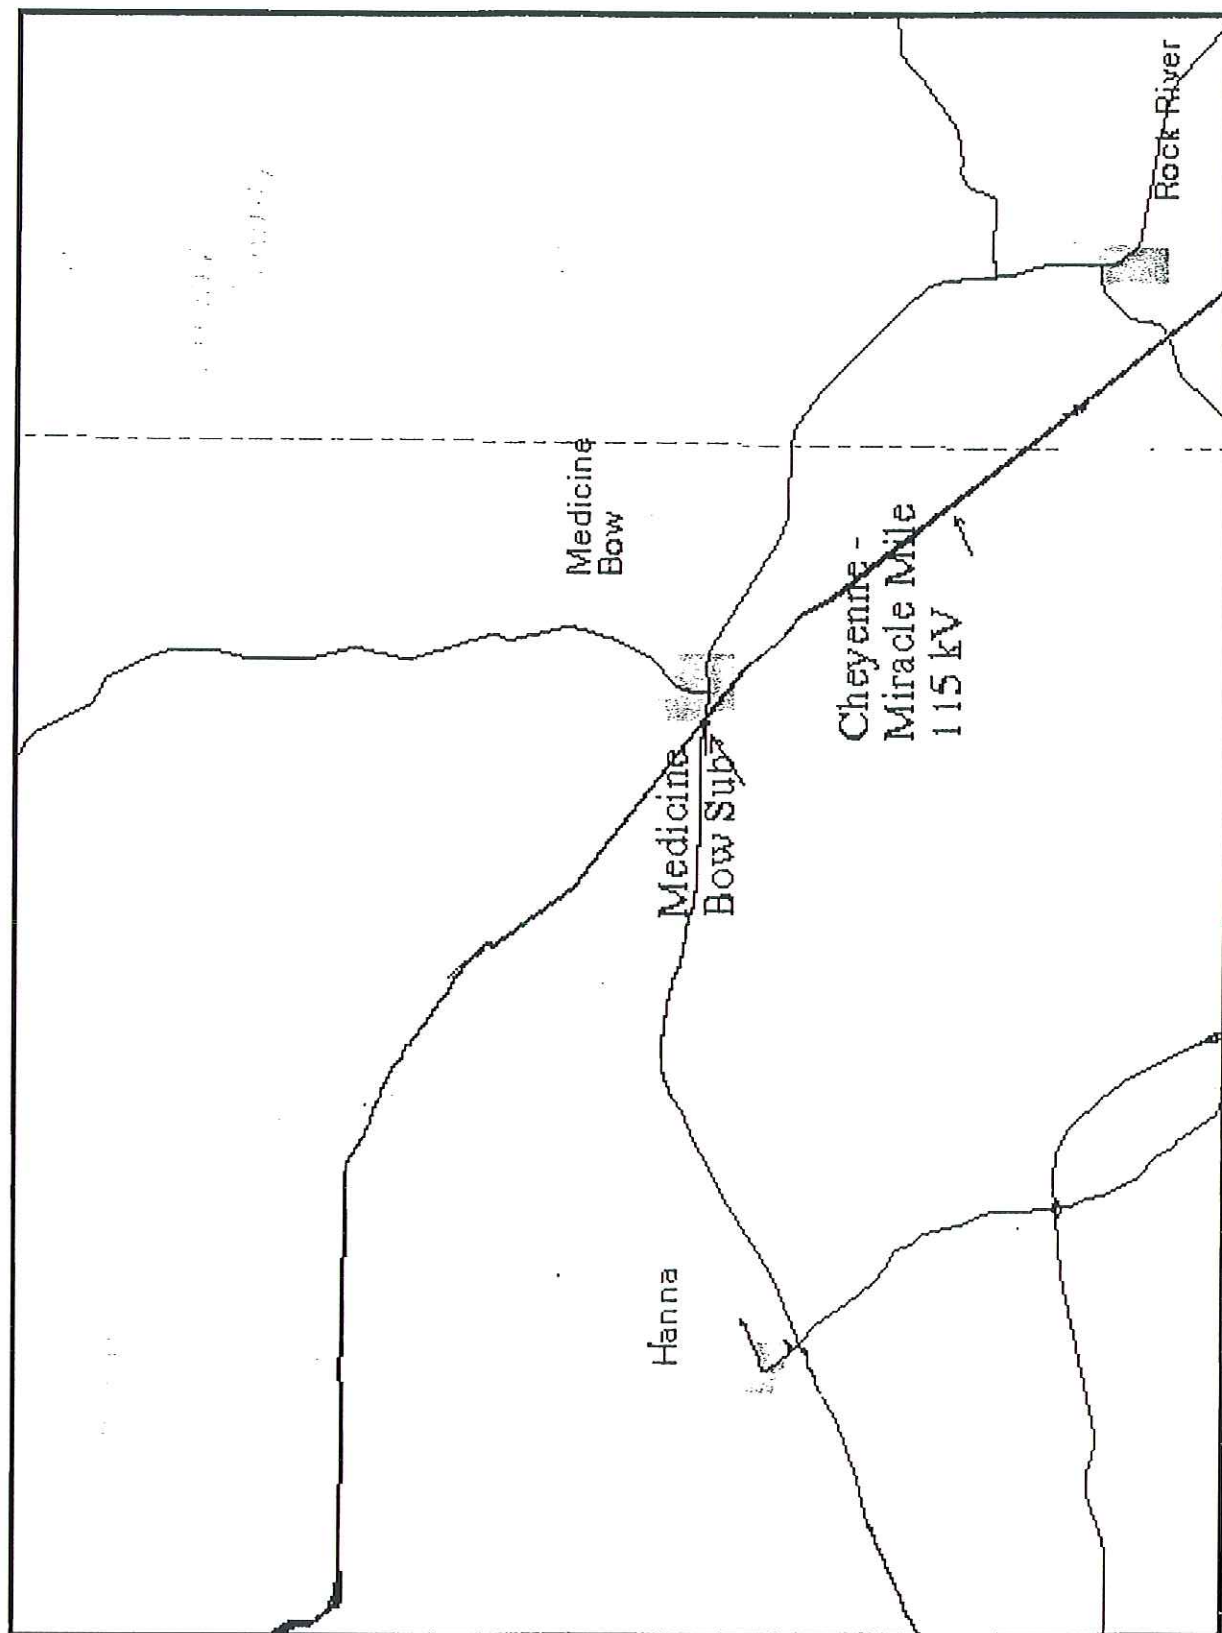 Rock River
Medicine
Bow
Cheyenne -
Miracle Mile
115 kV
Medicine
Bow Sub
Hanna